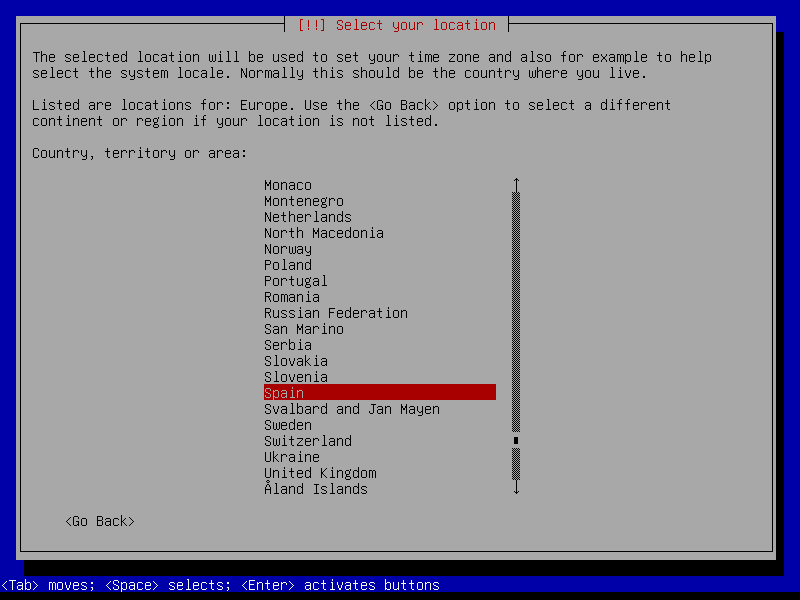 [!!] Select your location
The selected location will be used to set your time zone and also for example to help
select the system locale. Normally this should be the country where you live.
Listed are locations for: Europe. Use the <Go Back> option to select a different
continent or region if your location is not listed.
Country, territory or area:
Monaco
Montenegro
Netherlands
North Macedonia
Norway
Poland
Portugal
Romania
Russian Federation
San Marino
Serbia
Slovakia
Slovenia
Spain
Svalbard and Jan Mayen
Sweden
Switzerland
Ukraine
United Kingdom
Åland Islands
<Go Back>
<Tab> moves; <Space> selects; <Enter> activates buttons